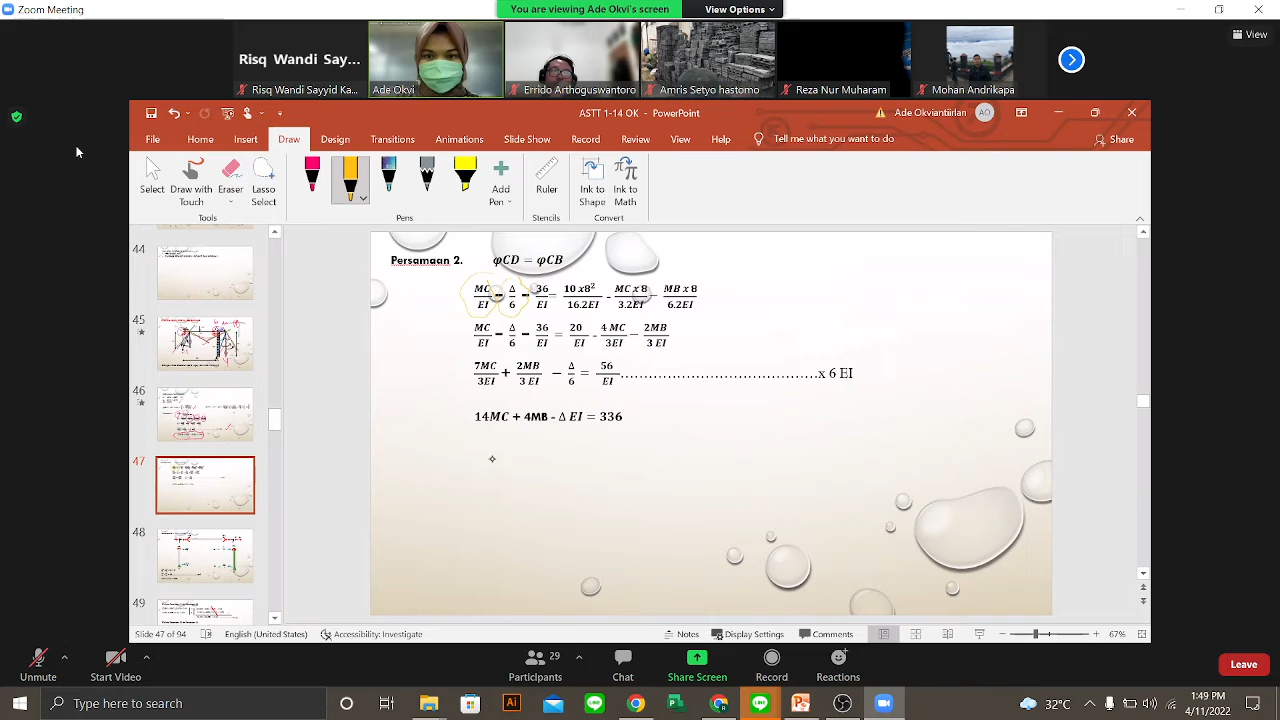 Zoom Meeting
You are viewing Ade Okvi's screen
View Options
View
Risq Wandi Say...
Risq Wandi Sayyid Ka...
Ade Okvi
Errido Arthoguswantoro
Amris Setyo hastomo
Reza Nur Muharam
Mohan Andrikapa
ASTT 1-14 OK - PowerPoint
Ade Okviantiirlan
AO
File Home Insert Draw Design Transitions Animations Slide Show Record Review View Help Tell me what you want to do
Share
Select
Draw with Touch
Eraser
Lasso Select
Add Pen
Ruler
Ink to Shape
Ink to Math
Tools
Pens
Stencils
Convert
44
45
46
47
48
49
Persamaan 2. φCD = φCB
MC/EI - Δ/6 - 36/EI = 10 x8²/16.2EI - MC x 8/3.2EI - MB x 8/6.2EI
MC/EI - Δ/6 - 36/EI = 20/EI - 4 MC/3EI - 2MB/3 EI
7MC/3EI + 2MB/3 EI - Δ/6 = 56/EI..........................................x 6 EI
14MC + 4MB - Δ EI = 336
Slide 47 of 94
English (United States)
Accessibility: Investigate
Notes
Display Settings
Comments
67%
Unmute
Start Video
29
Participants
Chat
Share Screen
Record
Reactions
Leave
Type here to search
32°C
1:49 PM
4/11/2022